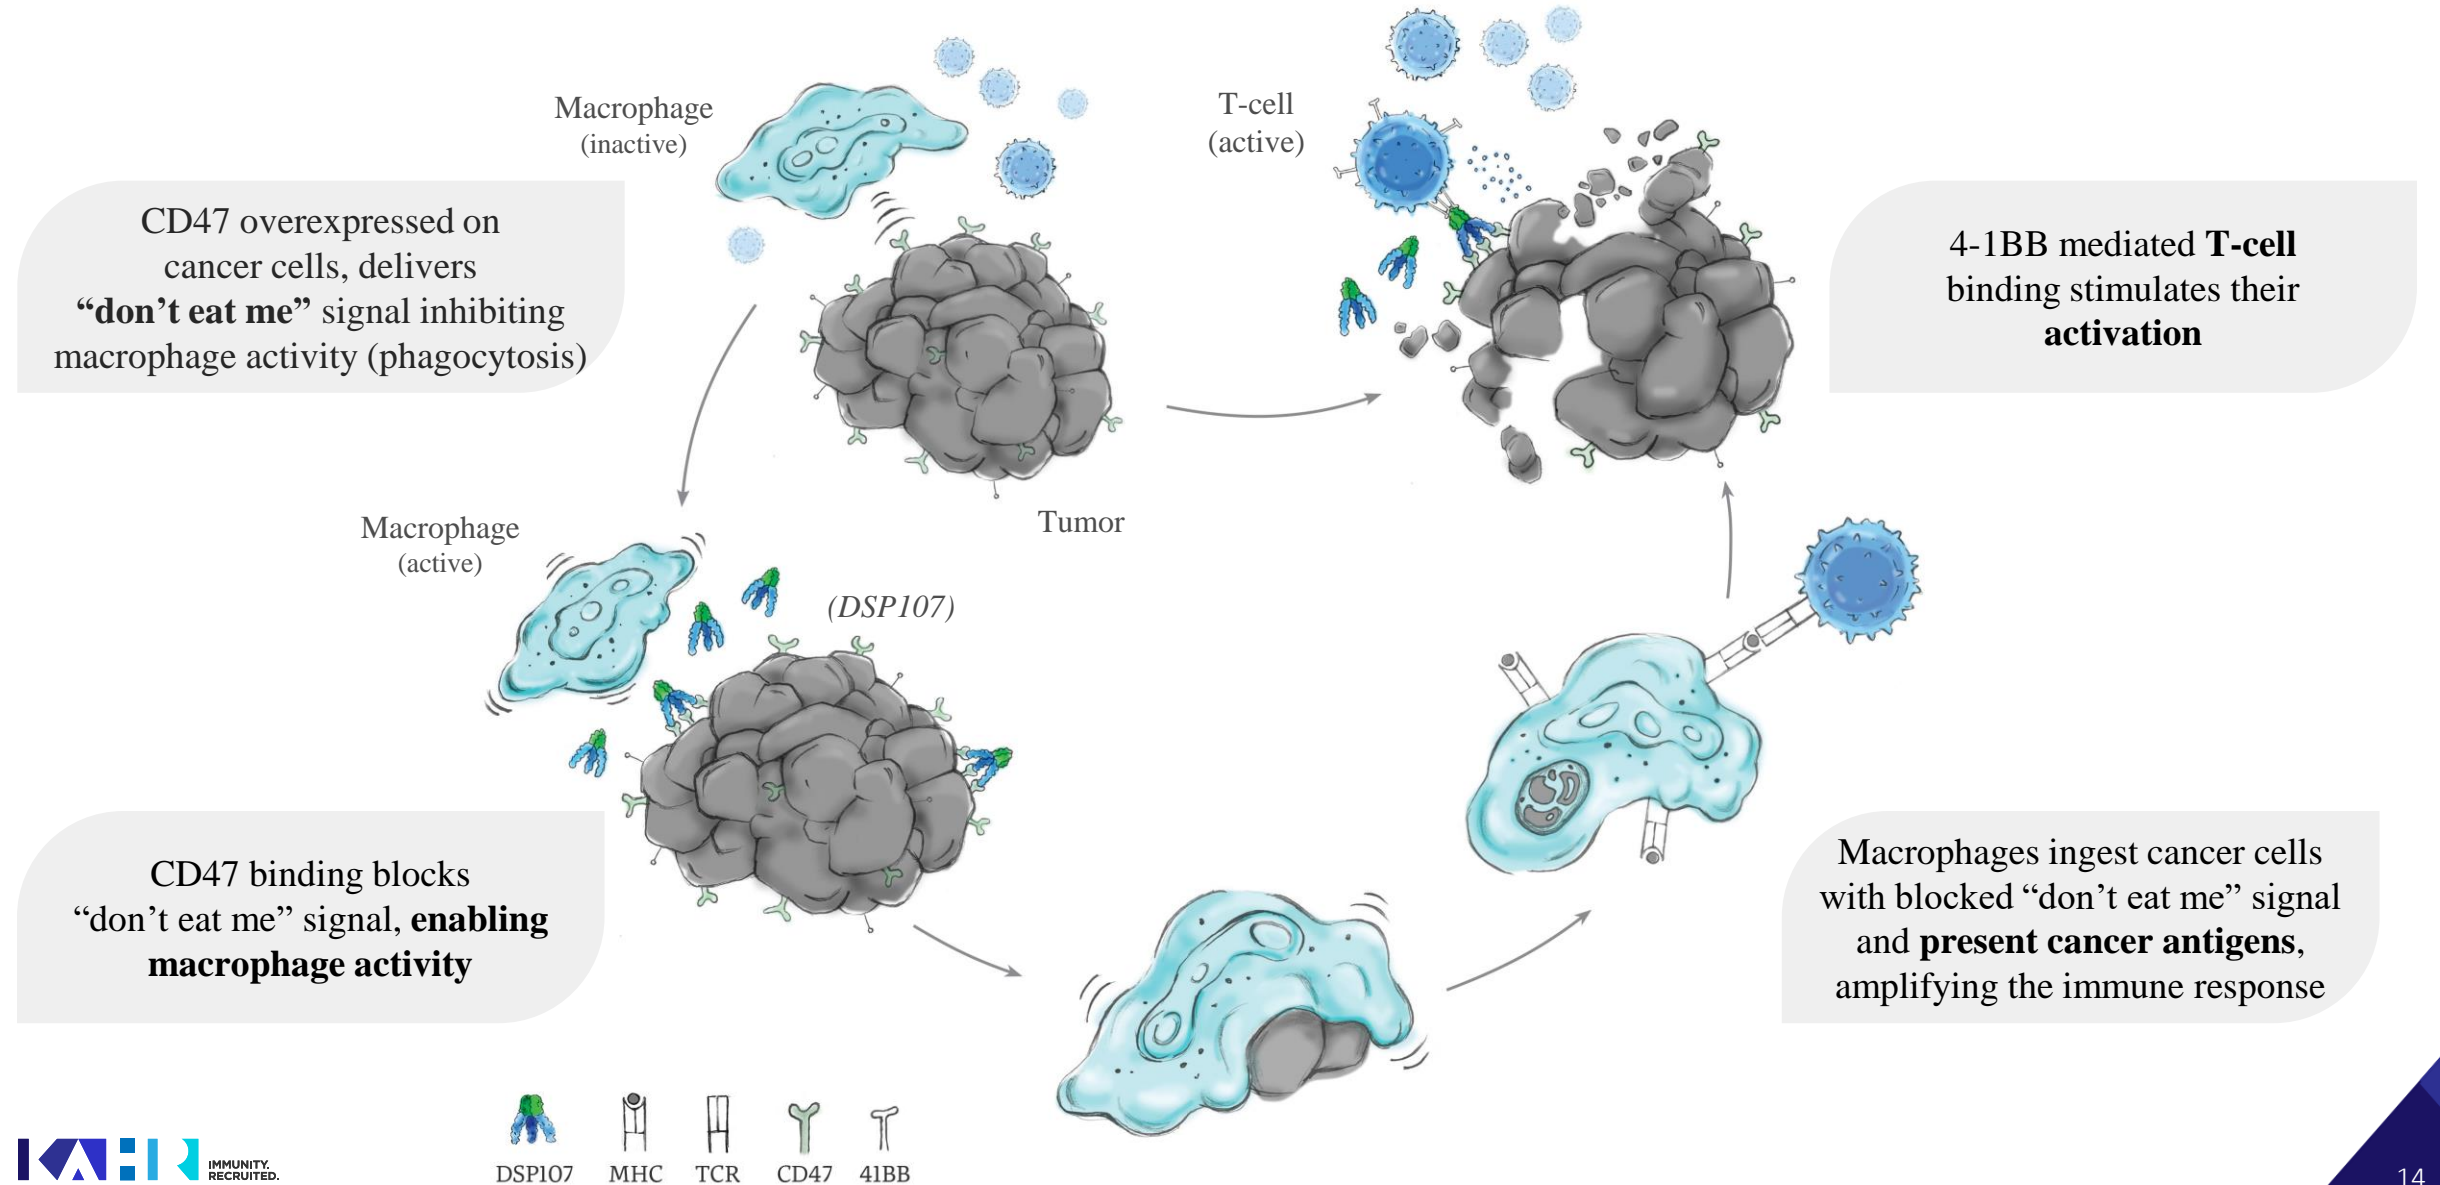 Macrophage
(inactive)
T-cell
(active)
CD47 overexpressed on
cancer cells, delivers
“don’t eat me” signal inhibiting
macrophage activity (phagocytosis)
4-1BB mediated T-cell
binding stimulates their
activation
Macrophage
(active)
Tumor
(DSP107)
CD47 binding blocks
“don’t eat me” signal, enabling
macrophage activity
Macrophages ingest cancer cells
with blocked “don’t eat me” signal
and present cancer antigens,
amplifying the immune response
DSP107 MHC TCR CD47 41BB
KAHR
IMMUNITY.
RECRUITED.
14